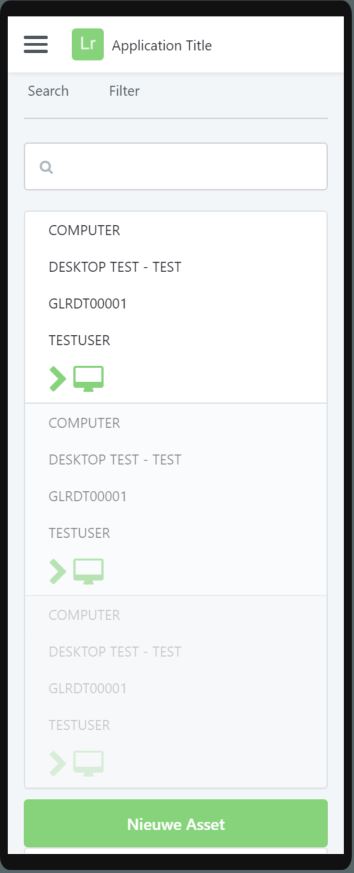 Lr Application Title
Search Filter
COMPUTER
DESKTOP TEST - TEST
GLRDT00001
TESTUSER
COMPUTER
DESKTOP TEST - TEST
GLRDT00001
TESTUSER
COMPUTER
DESKTOP TEST - TEST
GLRDT00001
TESTUSER
Nieuwe Asset